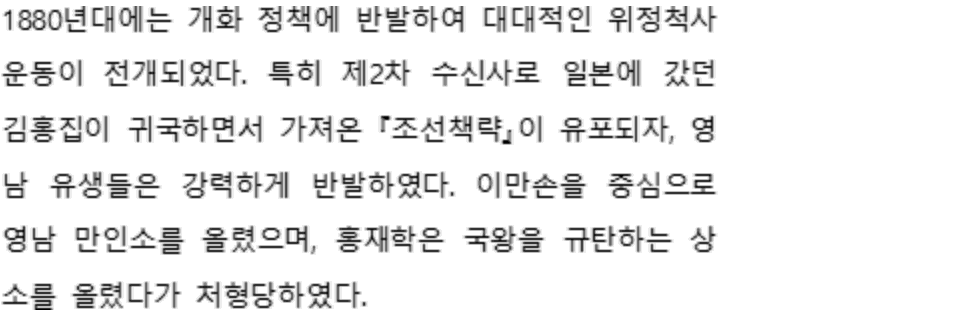 1880년대에는 개화 정책에 반발하여 대대적인 위정척사
운동이 전개되었다. 특히 제2차 수신사로 일본에 갔던
김홍집이 귀국하면서 가져온 『조선책략』이 유포되자, 영
남 유생들은 강력하게 반발하였다. 이만손을 중심으로
영남 만인소를 올렸으며, 홍재학은 국왕을 규탄하는 상
소를 올렸다가 처형당하였다.